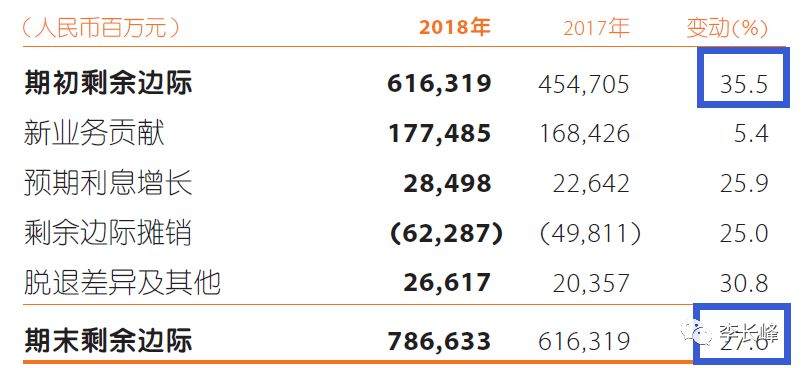 （人民币百万元） 2018年 2017年 变动(%)
期初剩余边际 616,319 454,705 35.5
新业务贡献 177,485 168,426 5.4
预期利息增长 28,498 22,642 25.9
剩余边际摊销 (62,287) (49,811) 25.0
脱退差异及其他 26,617 20,357 30.8
期末剩余边际 786,633 616,319 27.6
李长峰